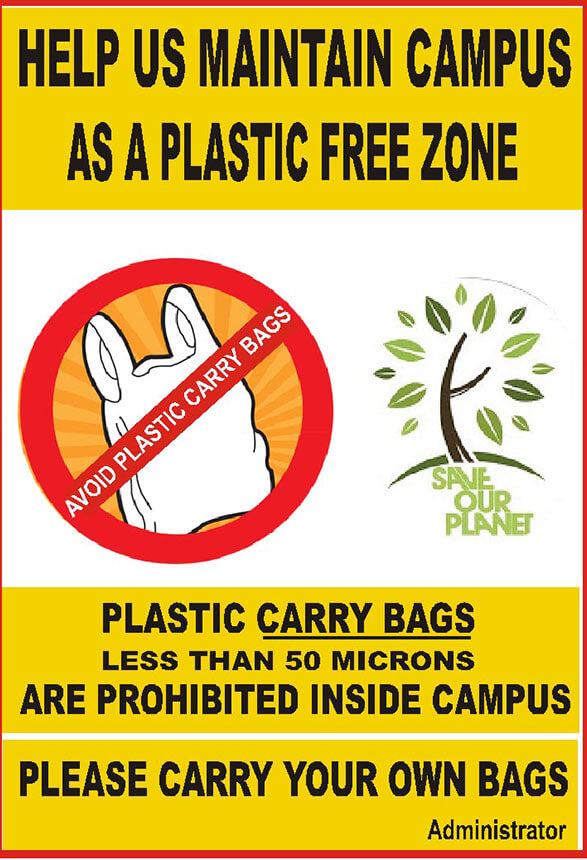 HELP US MAINTAIN CAMPUS
AS A PLASTIC FREE ZONE
AVOID PLASTIC CARRY BAGS
SAVE
OUR
PLANET
PLASTIC CARRY BAGS
LESS THAN 50 MICRONS
ARE PROHIBITED INSIDE CAMPUS
PLEASE CARRY YOUR OWN BAGS
Administrator